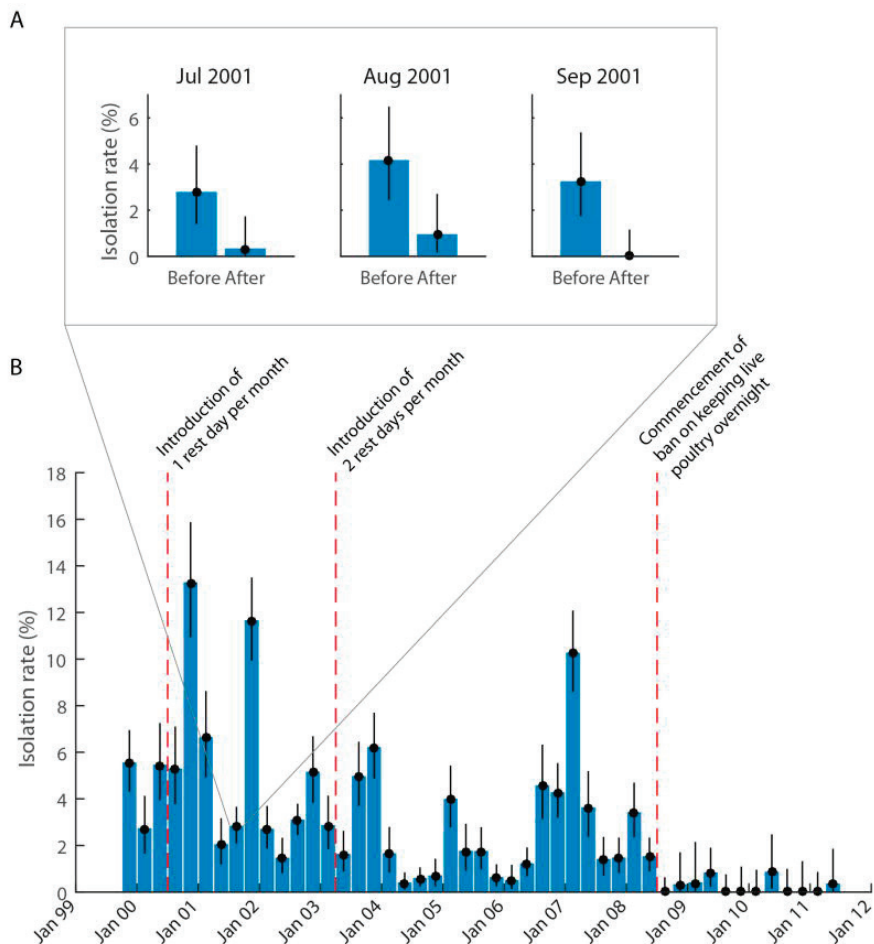 A
Jul 2001
Aug 2001
Sep 2001
Isolation rate (%)
6
4
2
0
Before After
Before After
Before After
B
Introduction of
1 rest day per month
Introduction of
2 rest days per month
Commencement of
ban on keeping live
poultry overnight
Isolation rate (%)
18
16
14
12
10
8
6
4
2
0
Jan 99
Jan 00
Jan 01
Jan 02
Jan 03
Jan 04
Jan 05
Jan 06
Jan 07
Jan 08
Jan 09
Jan 10
Jan 11
Jan 12